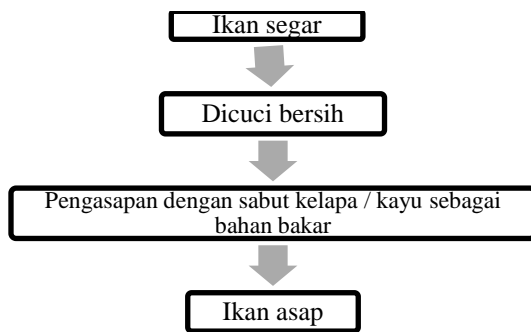 Ikan segar
Dicuci bersih
Pengasapan dengan sabut kelapa / kayu sebagai
bahan bakar
Ikan asap